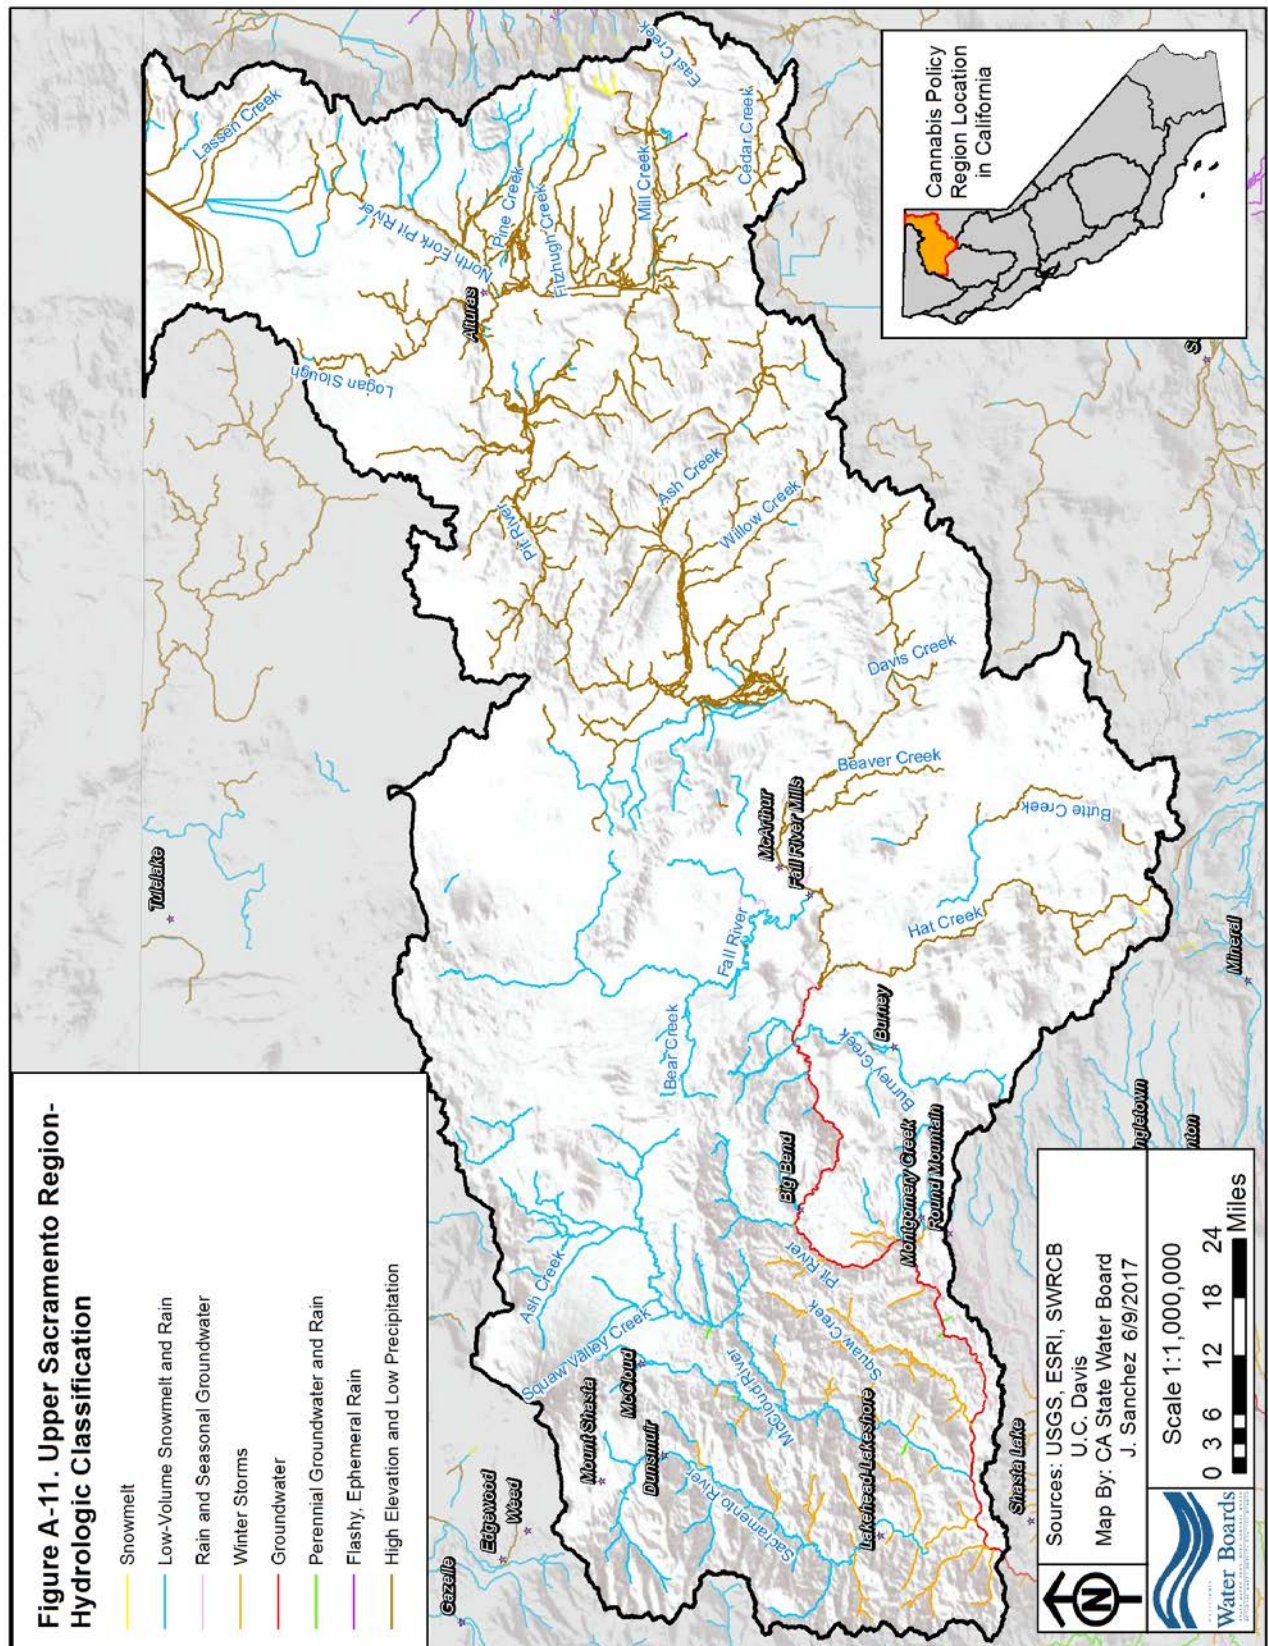 Figure A-11. Upper Sacramento Region-
Hydrologic Classification
Snowmelt
Low-Volume Snowmelt and Rain
Rain and Seasonal Groundwater
Winter Storms
Groundwater
Perennial Groundwater and Rain
Flashy, Ephemeral Rain
High Elevation and Low Precipitation
Tulelake
Gazelle
Edgewood
Weed
Mount Shasta
McCloud
Dunsmuir
Ash Creek
Squaw Valley Creek
Sacramento River
McCloud River
Squaw Creek
Pit River
Lakehead-Lakeshore
Shasta Lake
Big Bend
Montgomery Creek
Round Mountain
Burney Creek
Burney
Bear Creek
Fall River
McArthur
Fall River Mills
Hat Creek
Beaver Creek
Butte Creek
Davis Creek
Mineral
ngletown
nton
Pit River
Ash Creek
Willow Creek
Logan Slough
Alturas
North Fork Pit River
Lassen Creek
Pine Creek
Fitzhugh Creek
Mill Creek
East Creek
Cedar Creek
Cannabis Policy
Region Location
in California
Sources: USGS, ESRI, SWRCB
U.C. Davis
Map By: CA State Water Board
J. Sanchez 6/9/2017
N
Water Boards
Scale 1:1,000,000
0 3 6 12 18 24
Miles